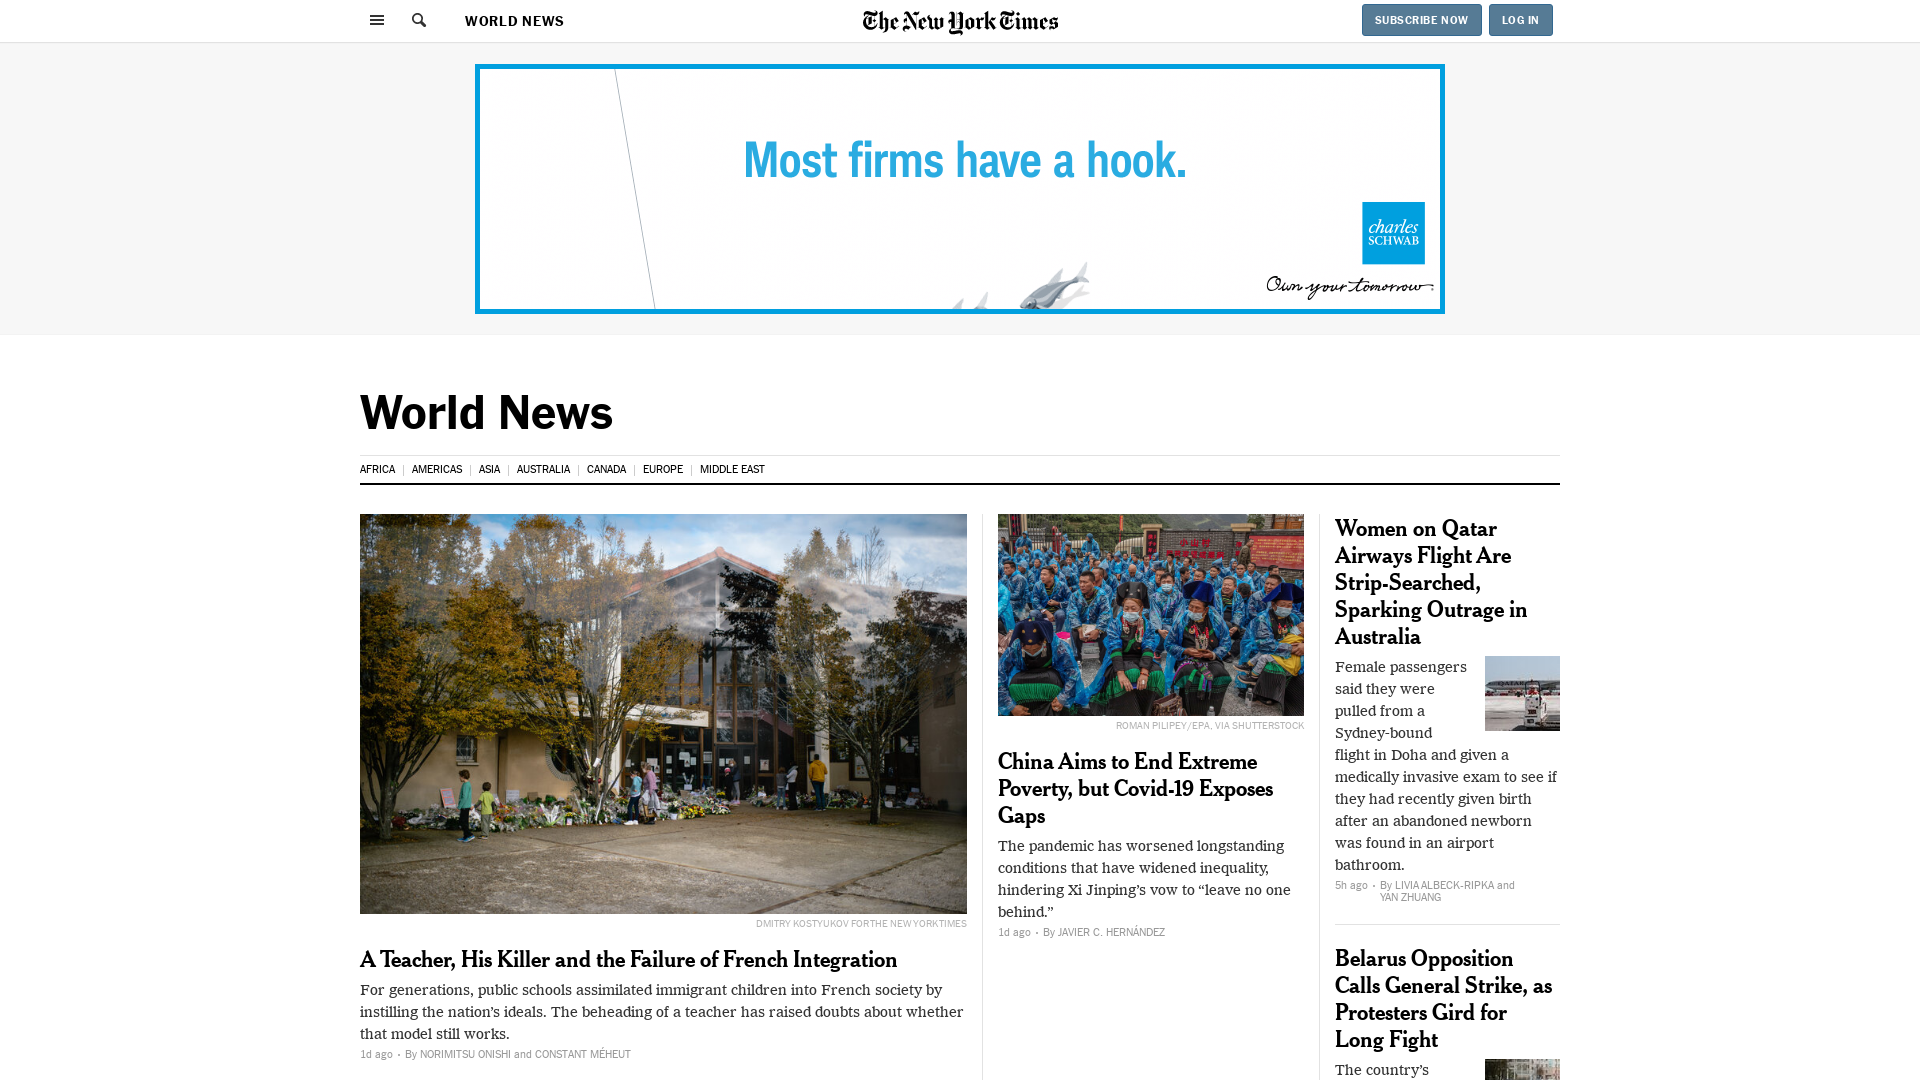 WORLD NEWS
The New York Times
SUBSCRIBE NOW
LOG IN
Most firms have a hook.
charles
SCHWAB
Own your tomorrow
World News
AFRICA
AMERICAS
ASIA
AUSTRALIA
CANADA
EUROPE
MIDDLE EAST
DMITRY KOSTYUKOV FOR THE NEW YORK TIMES
A Teacher, His Killer and the Failure of French Integration
For generations, public schools assimilated immigrant children into French society by
instilling the nation’s ideals. The beheading of a teacher has raised doubts about whether
that model still works.
1d ago • By NORIMITSU ONISHI and CONSTANT MÉHEUT
ROMAN PILIPEY/EPA, VIA SHUTTERSTOCK
China Aims to End Extreme
Poverty, but Covid-19 Exposes
Gaps
The pandemic has worsened longstanding
conditions that have widened inequality,
hindering Xi Jinping’s vow to “leave no one
behind.”
1d ago • By JAVIER C. HERNÁNDEZ
Women on Qatar
Airways Flight Are
Strip-Searched,
Sparking Outrage in
Australia
Female passengers
said they were
pulled from a
Sydney-bound
flight in Doha and given a
medically invasive exam to see if
they had recently given birth
after an abandoned newborn
was found in an airport
bathroom.
5h ago • By LIVIA ALBECK-RIPKA and
YAN ZHUANG
Belarus Opposition
Calls General Strike, as
Protesters Gird for
Long Fight
The country’s